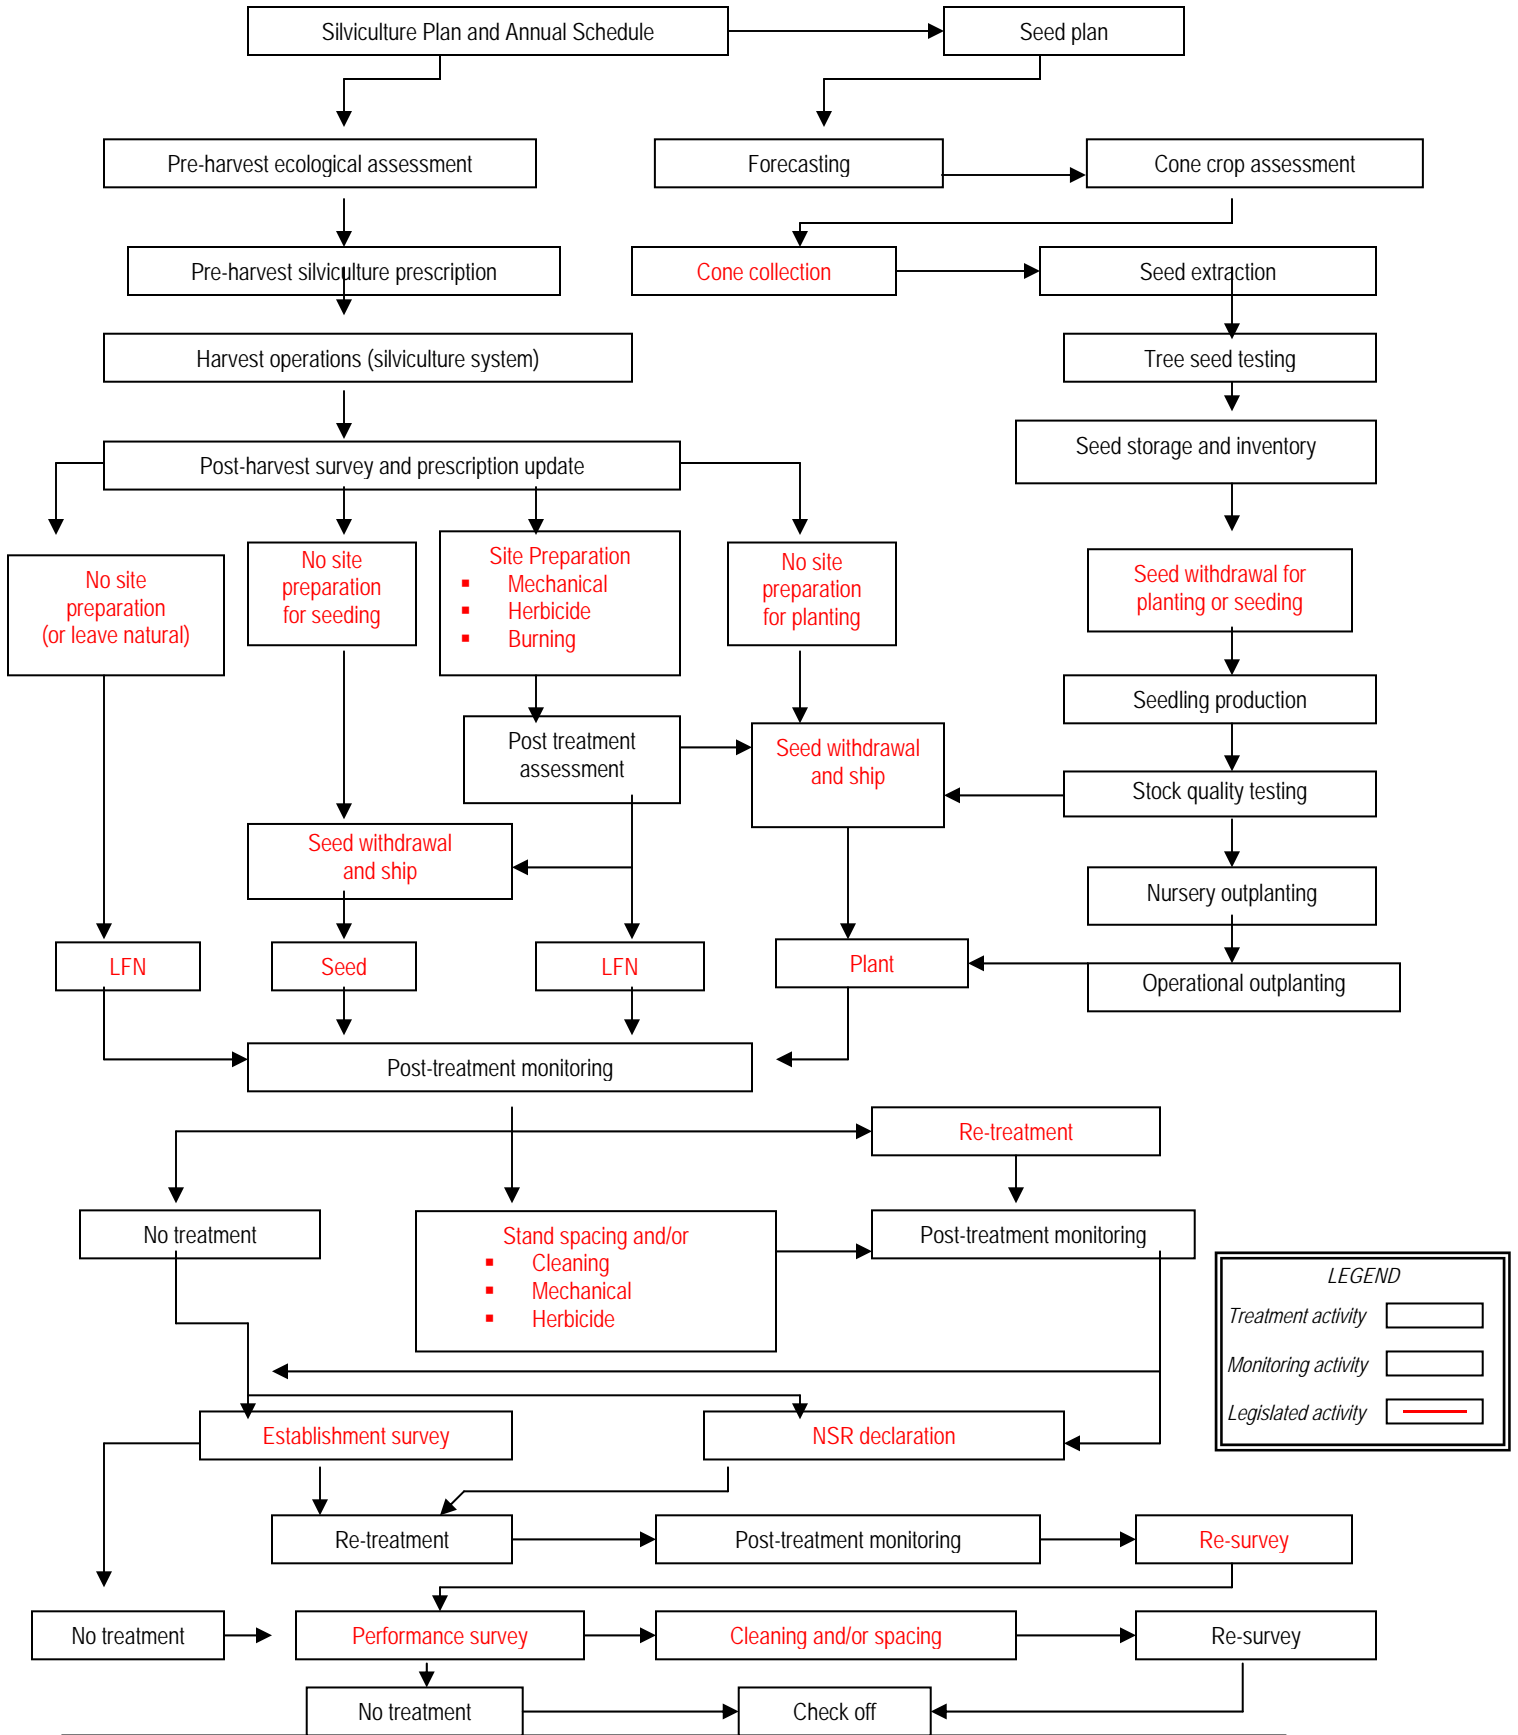 Silviculture Plan and Annual Schedule
Seed plan
Pre-harvest ecological assessment
Forecasting
Cone crop assessment
Pre-harvest silviculture prescription
Cone collection
Seed extraction
Harvest operations (silviculture system)
Tree seed testing
Post-harvest survey and prescription update
Seed storage and inventory
No site
preparation
(or leave natural)
No site
preparation
for seeding
Site Preparation
▪ Mechanical
▪ Herbicide
▪ Burning
No site
preparation
for planting
Seed withdrawal for
planting or seeding
Seedling production
Post treatment
assessment
Seed withdrawal
and ship
Stock quality testing
Seed withdrawal
and ship
Nursery outplanting
LFN
Seed
LFN
Plant
Operational outplanting
Post-treatment monitoring
Re-treatment
No treatment
Stand spacing and/or
▪ Cleaning
▪ Mechanical
▪ Herbicide
Post-treatment monitoring
LEGEND
Treatment activity
Monitoring activity
Legislated activity
Establishment survey
NSR declaration
Re-treatment
Post-treatment monitoring
Re-survey
No treatment
Performance survey
Cleaning and/or spacing
Re-survey
No treatment
Check off